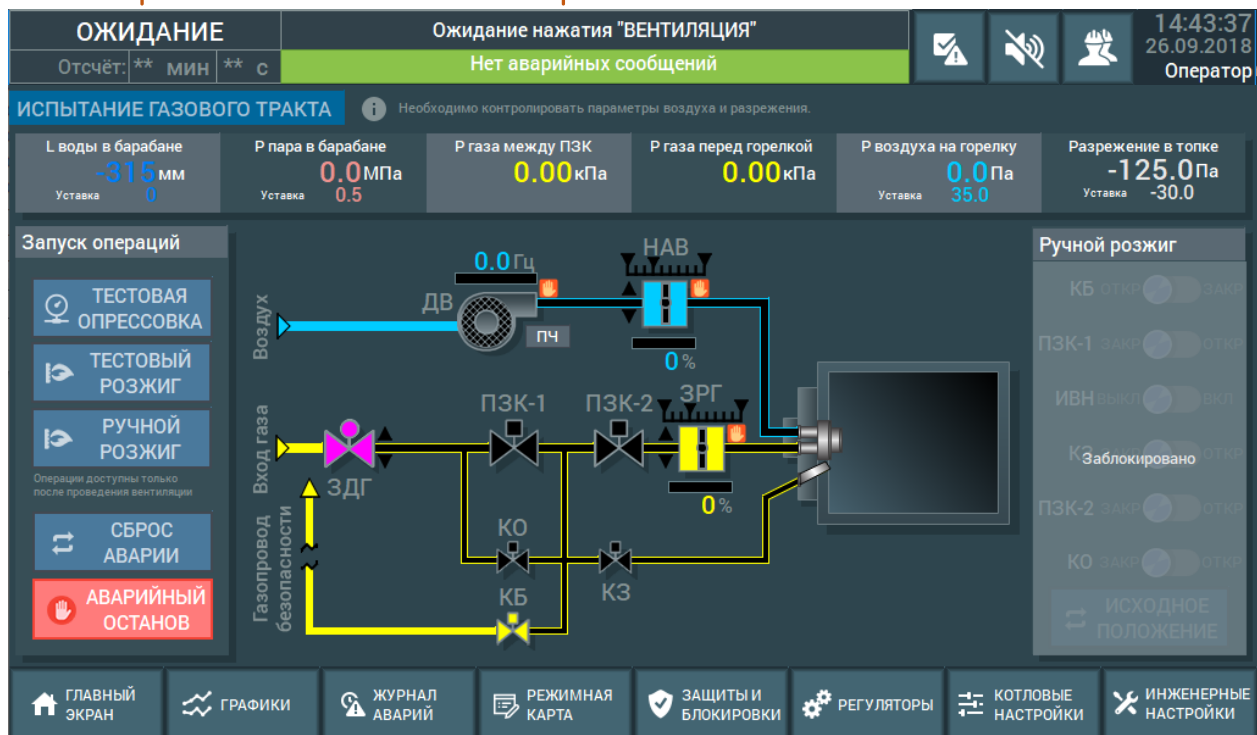 ОЖИДАНИЕ
Отсчёт: ** мин ** с
Ожидание нажатия "ВЕНТИЛЯЦИЯ"
Нет аварийных сообщений
14:43:37
26.09.2018
Оператор
ИСПЫТАНИЕ ГАЗОВОГО ТРАКТА
Необходимо контролировать параметры воздуха и разрежения.
L воды в барабане
-315 мм
Уставка 0
P пара в барабане
0.0 МПа
Уставка 0.5
P газа между ПЗК
0.00 кПа
P газа перед горелкой
0.00 кПа
P воздуха на горелку
0.0 Па
Уставка 35.0
Разрежение в топке
-125.0 Па
Уставка -30.0
Запуск операций
ТЕСТОВАЯ
ОПРЕССОВКА
ТЕСТОВЫЙ
РОЗЖИГ
РУЧНОЙ
РОЗЖИГ
Операции доступны только
после проведения вентиляции
СБРОС
АВАРИИ
АВАРИЙНЫЙ
ОСТАНОВ
Воздух
0.0 Гц
ДВ
ПЧ
НАВ
0 %
Вход газа
ЗДГ
ПЗК-1
ПЗК-2
ЗРГ
0 %
Газопровод
безопасности
КО
КЗ
КБ
Ручной розжиг
КБ ОТКР ЗАКР
ПЗК-1 ЗАКР ОТКР
ИВН ВЫКЛ ВКЛ
КЗ ОТКР
Заблокировано
ПЗК-2 ЗАКР ОТКР
КО ЗАКР ОТКР
ИСХОДНОЕ
ПОЛОЖЕНИЕ
ГЛАВНЫЙ
ЭКРАН
ГРАФИКИ
ЖУРНАЛ
АВАРИЙ
РЕЖИМНАЯ
КАРТА
ЗАЩИТЫ И
БЛОКИРОВКИ
РЕГУЛЯТОРЫ
КОТЛОВЫЕ
НАСТРОЙКИ
ИНЖЕНЕРНЫЕ
НАСТРОЙКИ